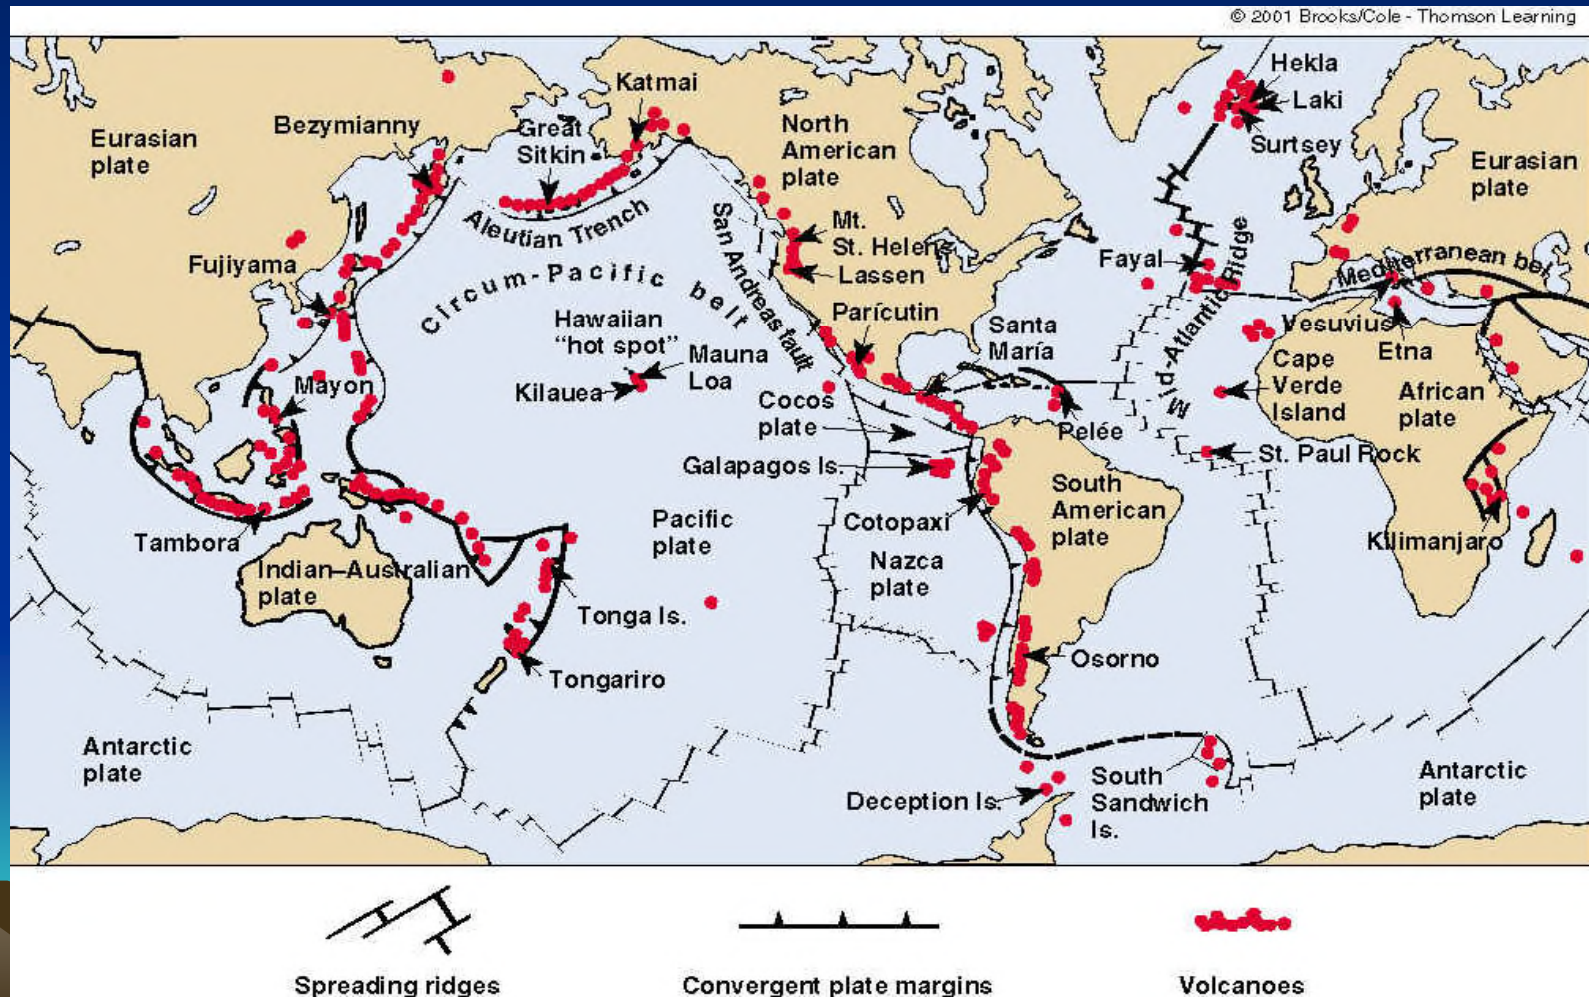 © 2001 Brooks/Cole - Thomson Learning
Hekla
Laki
Surtsey
Katmai
Bezymianny
Great
Sitkin
North
American
plate
Eurasian
plate
Eurasian
plate
Aleutian Trench
San Andreas fault
Mt.
St. Helens
Lassen
Fujiyama
Circum-Pacific belt
Fayal
Mid-Atlantic Ridge
Mediterranean bel
Hawaiian
“hot spot”
Mauna
Loa
Kilauea
Parícutin
Santa
María
Vesuvius
Etna
Mayon
Cocos
plate
Pelée
Cape
Verde
Island
African
plate
Galapagos Is.
St. Paul Rock
Cotopaxi
South
American
plate
Tambora
Pacific
plate
Kilimanjaro
Indian–Australian
plate
Nazca
plate
Tonga Is.
Tongariro
Osorno
Antarctic
plate
Deception Is.
South
Sandwich
Is.
Antarctic
plate
Spreading ridges
Convergent plate margins
Volcanoes